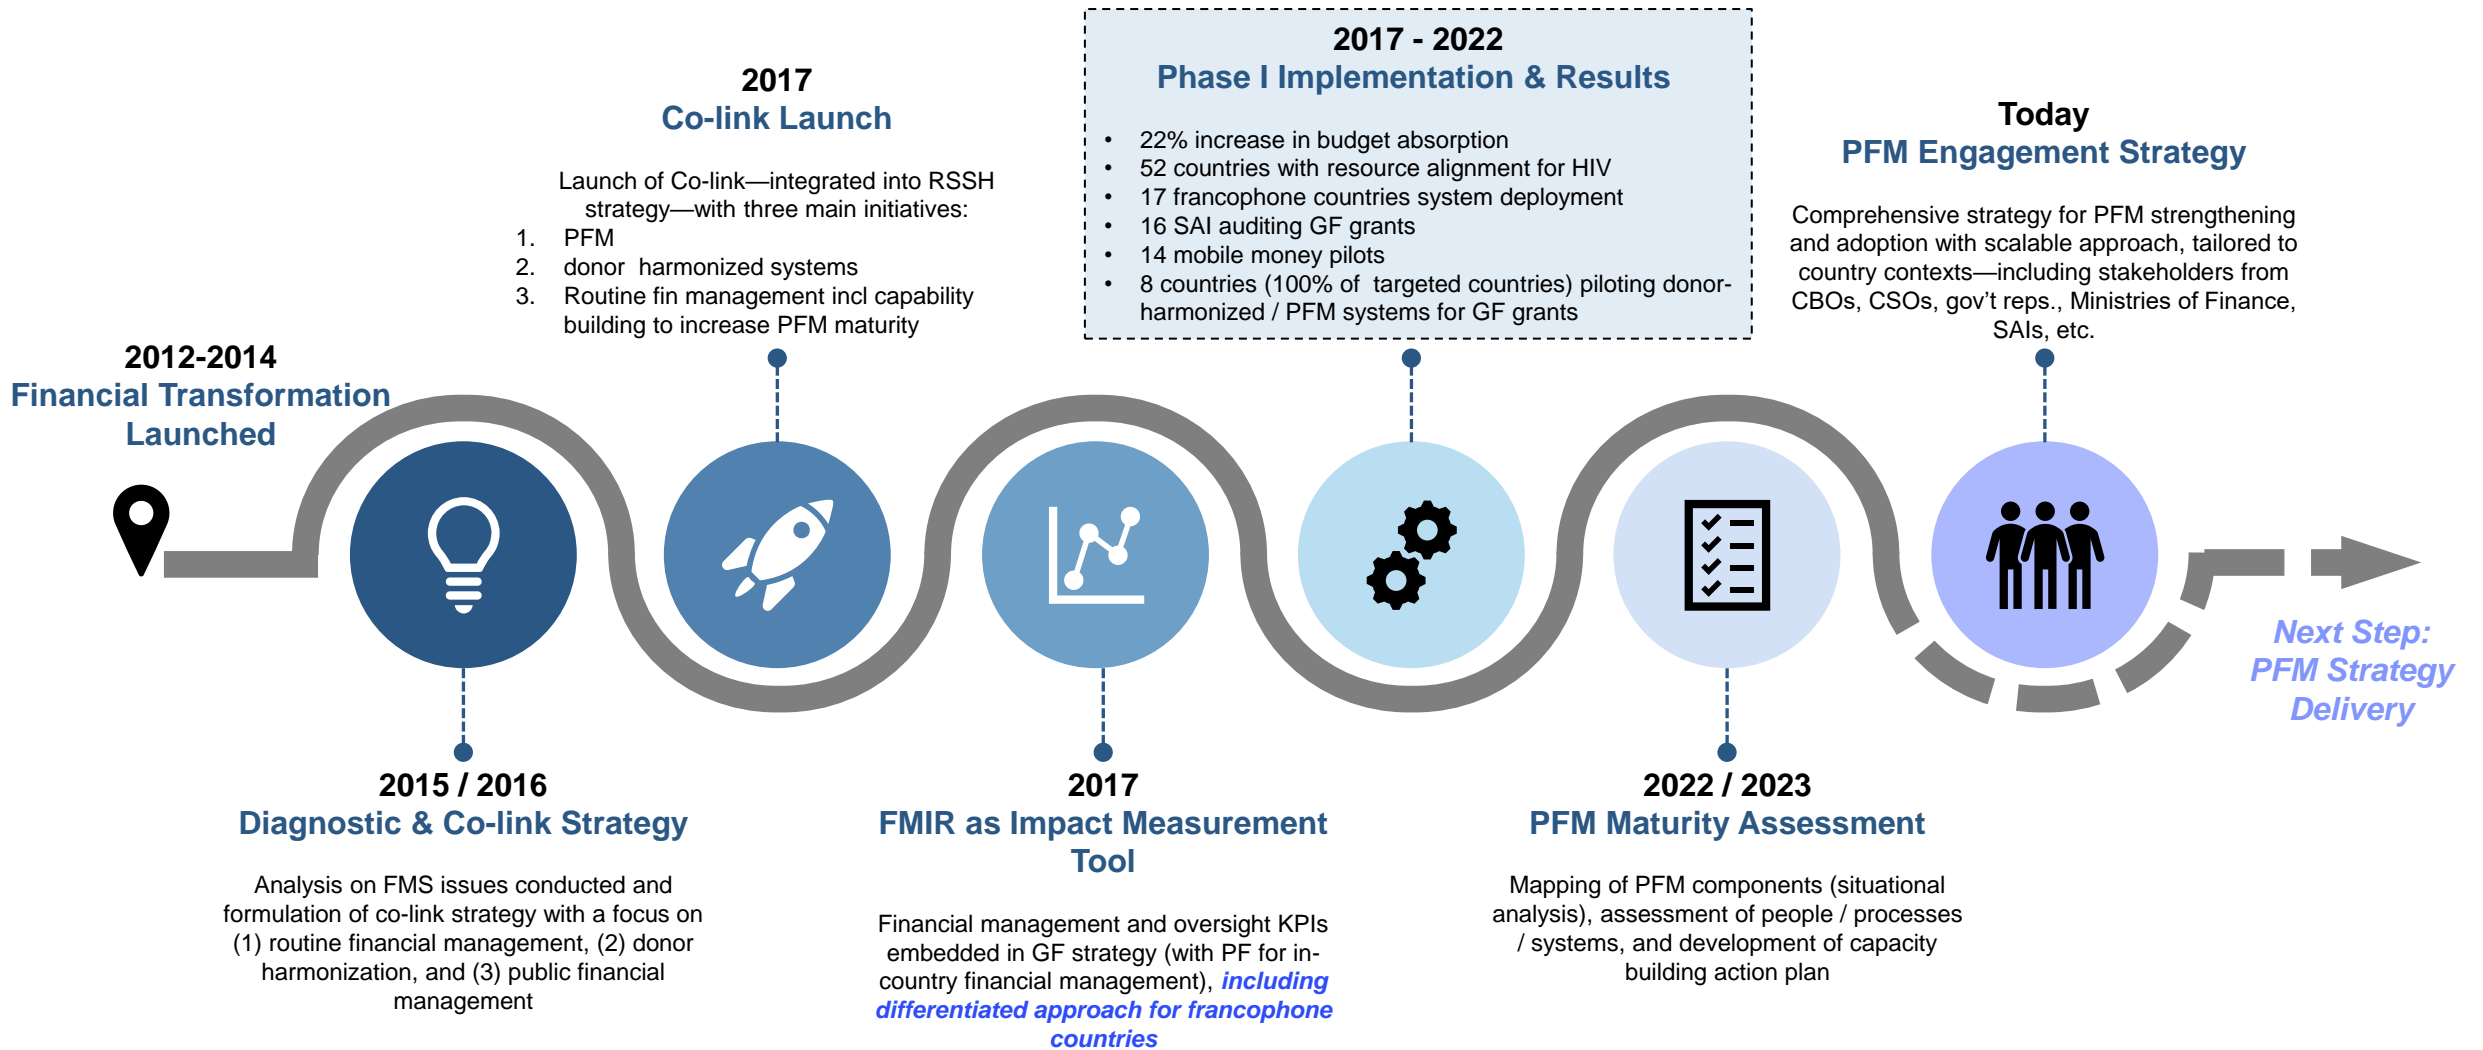 2012-2014
Financial Transformation
Launched
2015 / 2016
Diagnostic & Co-link Strategy
Analysis on FMS issues conducted and
formulation of co-link strategy with a focus on
(1) routine financial management, (2) donor
harmonization, and (3) public financial
management
2017
Co-link Launch
Launch of Co-link—integrated into RSSH
strategy—with three main initiatives:
1. PFM
2. donor  harmonized systems
3. Routine fin management incl capability
building to increase PFM maturity
2017
FMIR as Impact Measurement
Tool
Financial management and oversight KPIs
embedded in GF strategy (with PF for in-
country financial management), including
differentiated approach for francophone
countries
2017 - 2022
Phase I Implementation & Results
• 22% increase in budget absorption
• 52 countries with resource alignment for HIV
• 17 francophone countries system deployment
• 16 SAI auditing GF grants
• 14 mobile money pilots
• 8 countries (100% of  targeted countries) piloting donor-
harmonized / PFM systems for GF grants
2022 / 2023
PFM Maturity Assessment
Mapping of PFM components (situational
analysis), assessment of people / processes
/ systems, and development of capacity
building action plan
Today
PFM Engagement Strategy
Comprehensive strategy for PFM strengthening
and adoption with scalable approach, tailored to
country contexts—including stakeholders from
CBOs, CSOs, gov’t reps., Ministries of Finance,
SAIs, etc.
Next Step:
PFM Strategy
Delivery